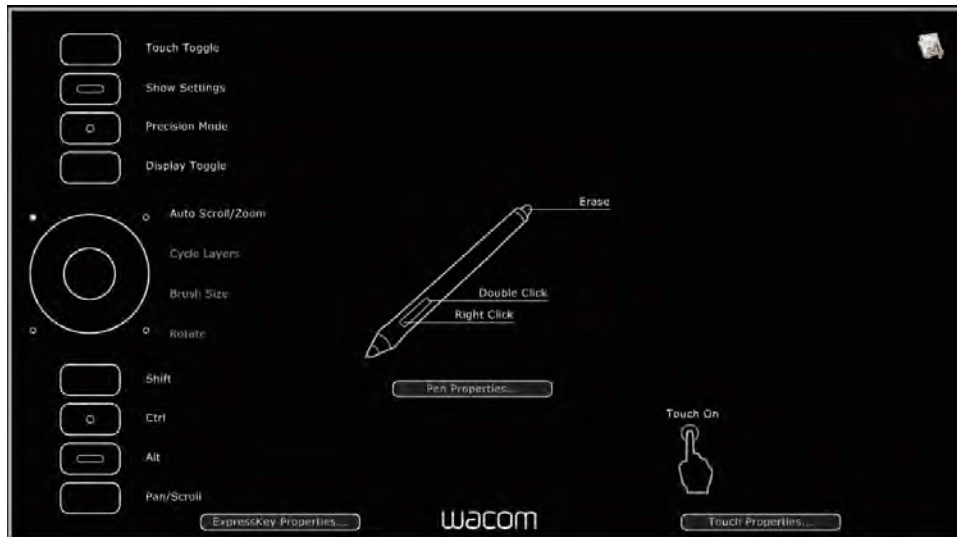 Touch Toggle
Show Settings
Precision Mode
Display Toggle
Auto Scroll/Zoom
Cycle Layers
Brush Size
Rotate
Shift
Ctrl
Alt
Pan/Scroll
ExpressKey Properties...
Erase
Double Click
Right Click
Pen Properties...
Touch On
Touch Properties...
wacom